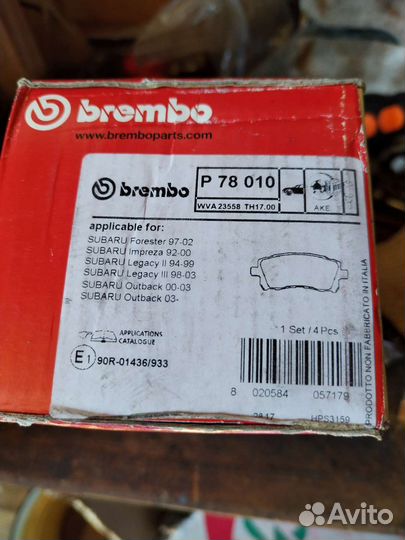 brembo
www.bremboparts.com
brembo
P 78 010
WVA 23558 TH17.00
AKE
applicable for:
SUBARU Forester 97-02
SUBARU Impreza 92-00
SUBARU Legacy II 94-99
SUBARU Legacy III 98-03
SUBARU Outback 00-03
SUBARU Outback 03-
APPLICATIONS
CATALOGUE
1 Set / 4 Pcs
E1 90R-01436/933
8 020584 057179
HPS3159
PRODOTTO NON FABBRICATO IN ITALIA
Avito